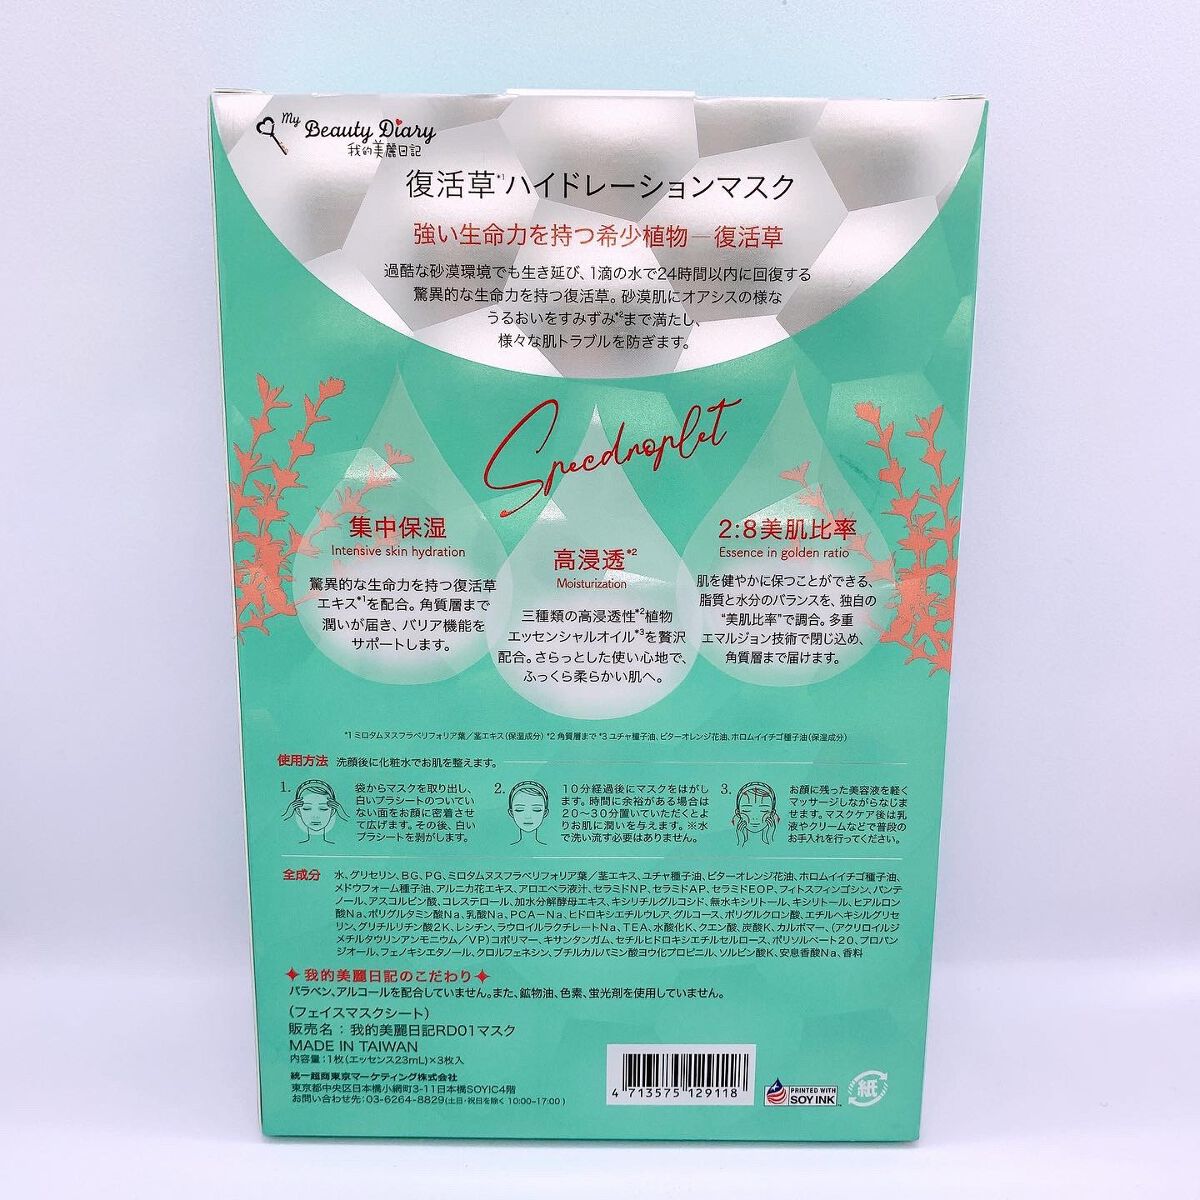 My Beauty Diary
我的美麗日記
復活草*1ハイドレーションマスク
強い生命力を持つ希少植物―復活草
過酷な砂漠環境でも生き延び、1滴の水で24時間以内に回復する
驚異的な生命力を持つ復活草。砂漠肌にオアシスの様な
うるおいをすみずみ*2まで満たし、
様々な肌トラブルを防ぎます。
Specdroplet
集中保湿
Intensive skin hydration
驚異的な生命力を持つ復活草
エキス*1を配合。角質層まで
潤いが届き、バリア機能を
サポートします。
高浸透*2
Moisturization
三種類の高浸透性*2植物
エッセンシャルオイル*3を贅沢
配合。さらっとした使い心地で、
ふっくら柔らかい肌へ。
2:8美肌比率
Essence in golden ratio
肌を健やかに保つことができる、
脂質と水分のバランスを、独自の
“美肌比率”で調合。多重
エマルジョン技術で閉じ込め、
角質層まで届けます。
*1 ミロタムヌスフラベリフォリア葉／茎エキス(保湿成分) *2 角質層まで *3 ユチャ種子油、ビターオレンジ花油、ホロムイイチゴ種子油(保湿成分)
使用方法 洗顔後に化粧水でお肌を整えます。
1.
袋からマスクを取り出し、
白いプラシートのついてい
ない面をお顔に密着させ
て広げます。その後、白い
プラシートを剥がします。
2.
10分経過後にマスクをはがし
ます。時間に余裕がある場合は
20〜30分置いていただくとよ
りお肌に潤いを与えます。※水
で洗い流す必要はありません。
3.
お顔に残った美容液を軽く
マッサージしながらなじま
せます。マスクケア後は乳
液やクリームなどで普段の
お手入れを行ってください。
全成分 水、グリセリン、BG、PG、ミロタムヌスフラベリフォリア葉／茎エキス、ユチャ種子油、ビターオレンジ花油、ホロムイイチゴ種子油、
メドウフォーム種子油、アルニカ花エキス、アロエベラ液汁、セラミドNP、セラミドAP、セラミドEOP、フィトスフィンゴシン、パンテ
ノール、アスコルビン酸、コレステロール、加水分解酵母エキス、キシリチルグルコシド、無水キシリトール、キシリトール、ヒアルロン
酸Na、ポリグルタミン酸Na、乳酸Na、PCA－Na、ヒドロキシエチルウレア、グルコース、ポリグルクロン酸、エチルヘキシルグリセ
リン、グリチルリチン酸2K、レシチン、ラウロイルラクチレートNa、TEA、水酸化K、クエン酸、炭酸K、カルボマー、(アクリロイルジ
メチルタウリンアンモニウム／VP)コポリマー、キサンタンガム、セチルヒドロキシエチルセルロース、ポリソルベート20、プロパン
ジオール、フェノキシエタノール、クロルフェネシン、ブチルカルバミン酸ヨウ化プロピニル、ソルビン酸K、安息香酸Na、香料
我的美麗日記のこだわり
パラベン、アルコールを配合していません。また、鉱物油、色素、蛍光剤を使用していません。
(フェイスマスクシート)
販売名：我的美麗日記RD01マスク
MADE IN TAIWAN
内容量：1枚(エッセンス23mL)×3枚入
統一超商東京マーケティング株式会社
東京都中央区日本橋小網町3-11日本橋SOYIC4階
お問い合わせ先：03-6264-8829(土日・祝日を除く 10:00~17:00)
4 713575 129118
PRINTED WITH
SOY INK
紙